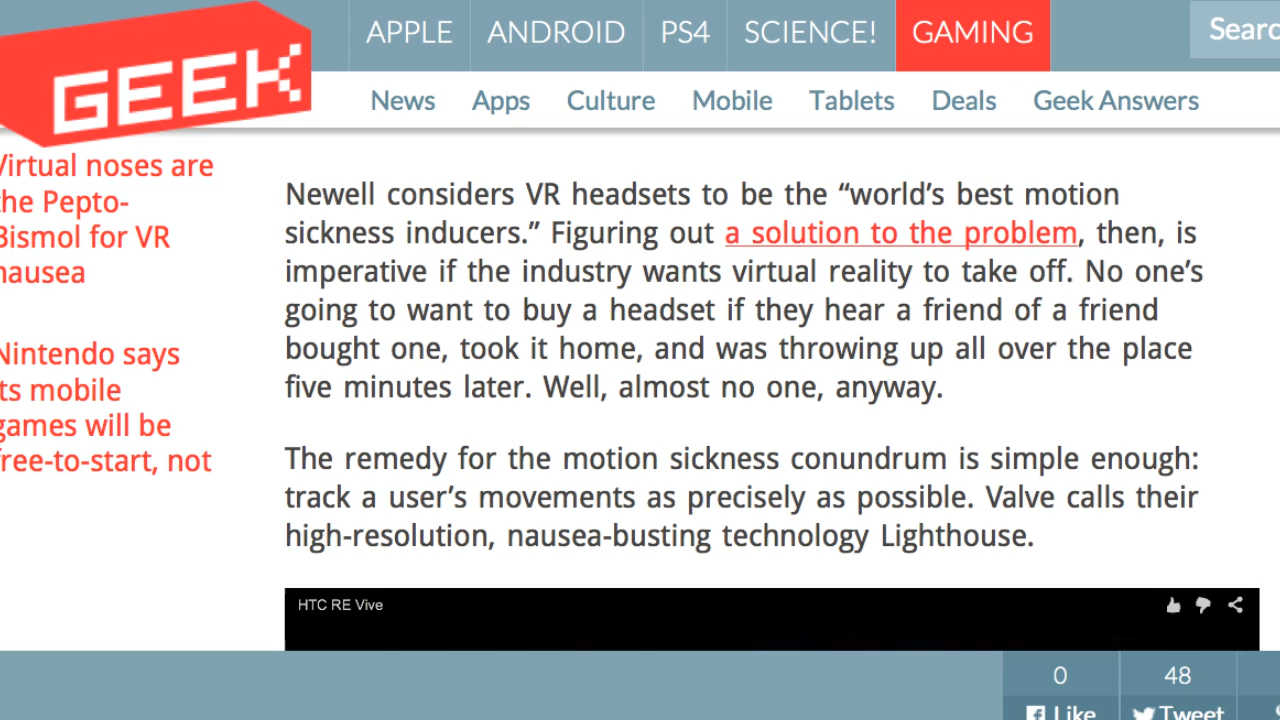 GEEK
APPLE ANDROID PS4 SCIENCE! GAMING
News Apps Culture Mobile Tablets Deals Geek Answers
Virtual noses are
the Pepto-
Bismol for VR
nausea
Nintendo says
its mobile
games will be
free-to-start, not
Newell considers VR headsets to be the “world’s best motion
sickness inducers.” Figuring out a solution to the problem, then, is
imperative if the industry wants virtual reality to take off. No one’s
going to want to buy a headset if they hear a friend of a friend
bought one, took it home, and was throwing up all over the place
five minutes later. Well, almost no one, anyway.
The remedy for the motion sickness conundrum is simple enough:
track a user’s movements as precisely as possible. Valve calls their
high-resolution, nausea-busting technology Lighthouse.
HTC RE Vive
0 48
Like Tweet